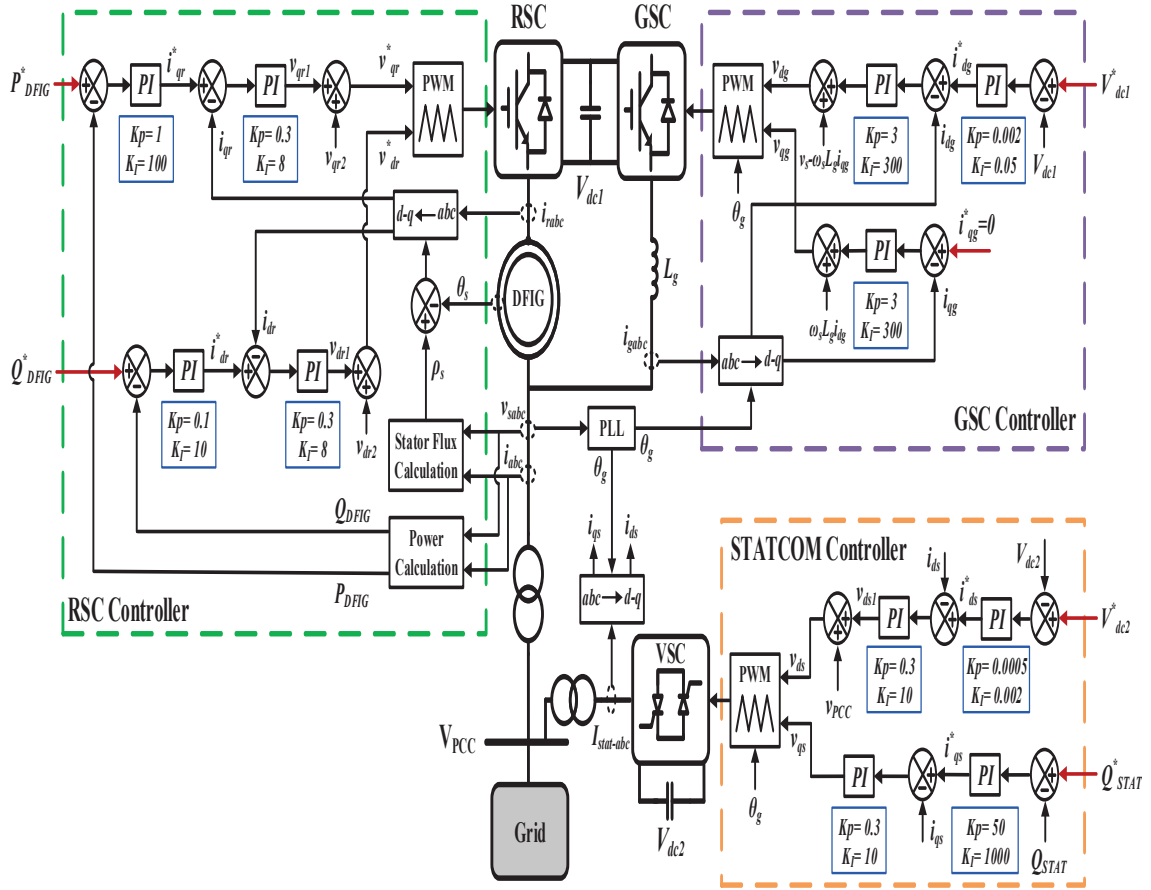 RSC
GSC
P*DFIG
PI
i*qr
PI
vqr1
v*qr
PWM
Kp= 1
KI= 100
iqr
Kp= 0.3
KI= 8
vqr2
v*dr
Vdc1
PWM
vdg
vqg
PI
i*dg
PI
V*dc1
vs-ωsLgiqg
Kp= 3
KI= 300
idg
Kp= 0.002
KI= 0.05
Vdc1
θg
d-q ← abc
irabc
θs
DFIG
Lg
PI
i*qg=0
ωsLgidg
Kp= 3
KI= 300
iqg
Q*DFIG
PI
i*dr
idr
PI
vdr1
Kp= 0.1
KI= 10
Kp= 0.3
KI= 8
vdr2
ρs
igabc
abc → d-q
GSC Controller
vsabc
iabc
PLL
θg
θg
Stator Flux
Calculation
QDFIG
Power
Calculation
PDFIG
RSC Controller
iqs
ids
abc → d-q
STATCOM Controller
ids
Vdc2
vds1
PI
i*ds
PI
V*dc2
vds
vPCC
Kp= 0.3
KI= 10
Kp= 0.0005
KI= 0.002
VSC
PWM
vqs
θg
VPCC
Istat-abc
Vdc2
Grid
PI
i*qs
PI
Q*STAT
Kp= 0.3
KI= 10
iqs
Kp= 50
KI= 1000
QSTAT